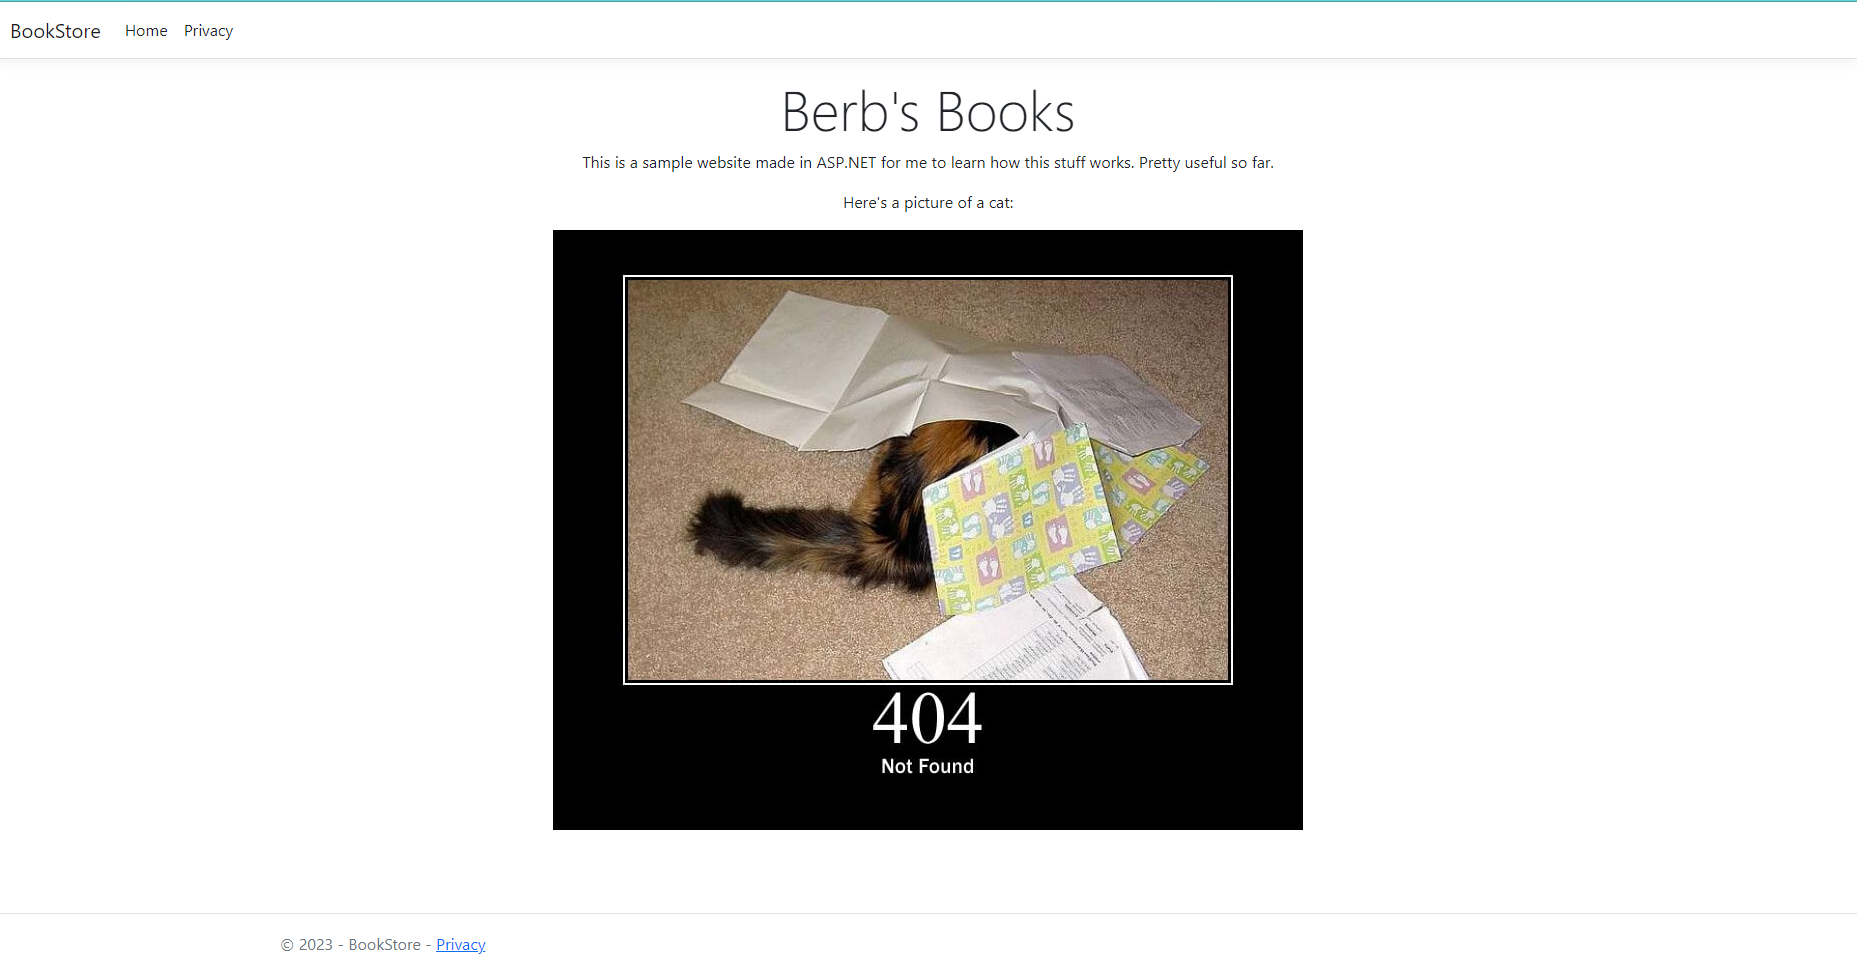 BookStore Home Privacy
Berb's Books
This is a sample website made in ASP.NET for me to learn how this stuff works. Pretty useful so far.
Here's a picture of a cat:
404
Not Found
© 2023 - BookStore - Privacy